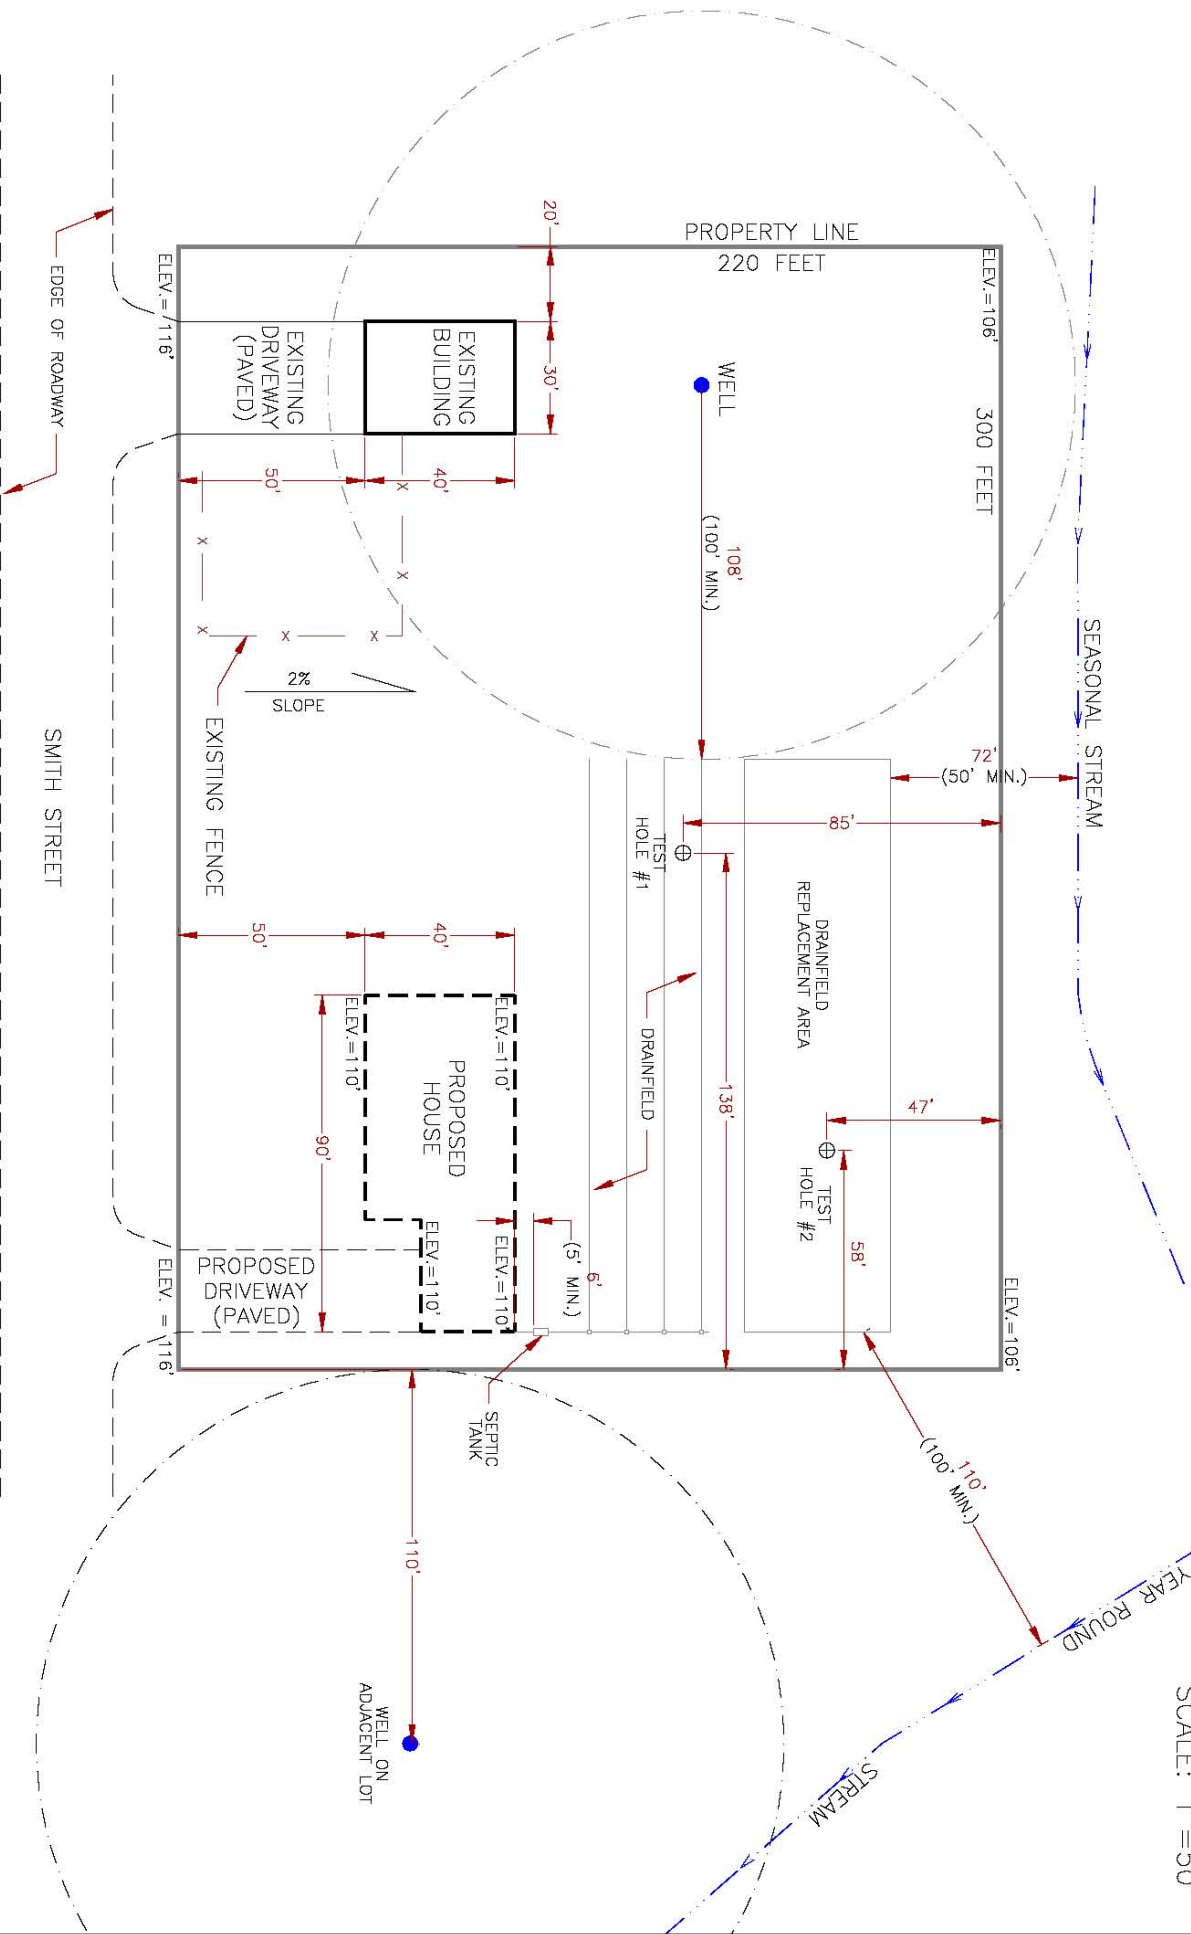 PROPERTY LINE
220 FEET
ELEV.=106'
300 FEET
SEASONAL STREAM
WELL
20'
30'
EXISTING
BUILDING
EXISTING
DRIVEWAY
(PAVED)
ELEV.= 116'
EDGE OF ROADWAY
50'
40'
X
X
X
X
X
X
108'
(100' MIN.)
2%
SLOPE
EXISTING FENCE
SMITH STREET
72'
(50' MIN.)
85'
TEST
HOLE #1
DRAINFIELD
REPLACEMENT AREA
DRAINFIELD
138'
47'
TEST
HOLE #2
58'
50'
40'
ELEV.=110'
ELEV.=110'
PROPOSED
HOUSE
90'
ELEV.=110'
ELEV.=110'
6'
(5' MIN.)
PROPOSED
DRIVEWAY
(PAVED)
ELEV. = 116'
ELEV.=106'
SEPTIC
TANK
110'
(100' MIN.)
110'
WELL ON
ADJACENT LOT
YEAR ROUND
STREAM
SCALE: